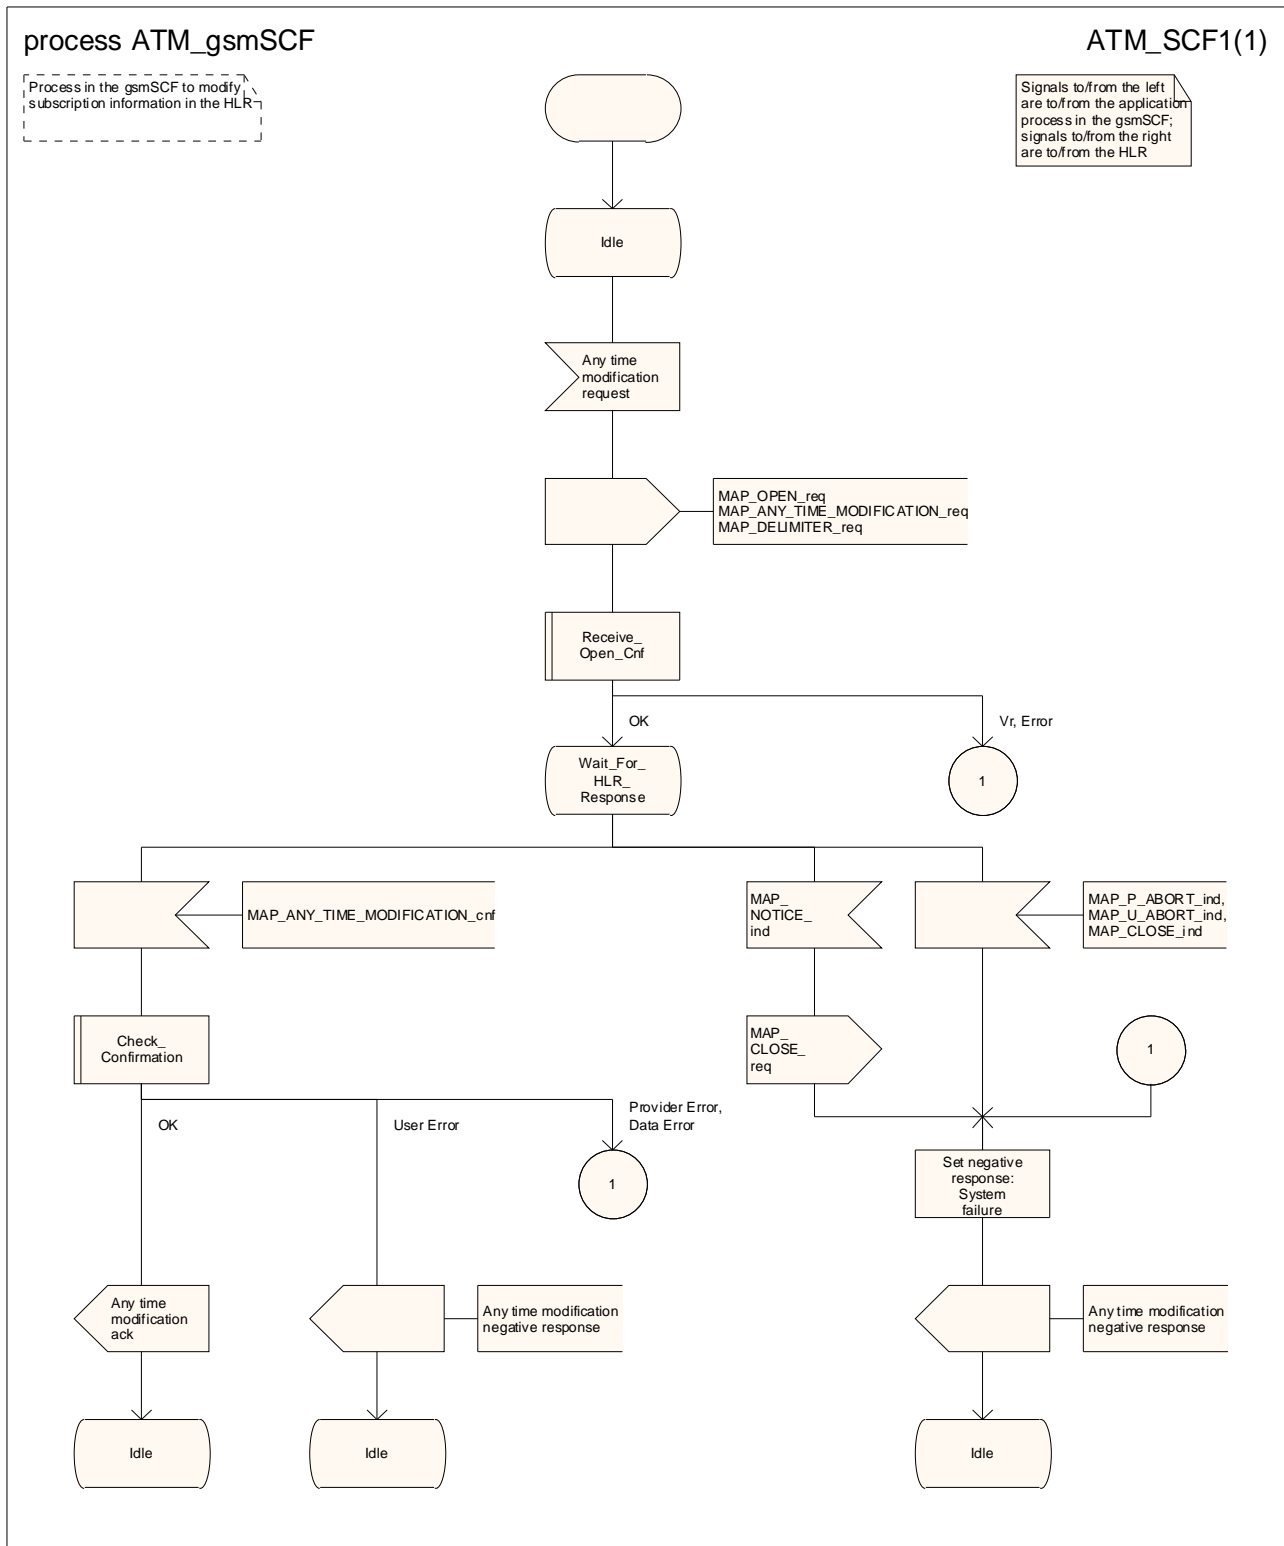 process ATM_gsmSCF
ATM_SCF1(1)
Process in the gsmSCF to modify
subscription information in the HLR
Signals to/from the left
are to/from the application
process in the gsmSCF;
signals to/from the right
are to/from the HLR
Idle
Any time
modification
request
MAP_OPEN_req
MAP_ANY_TIME_MODIFICATION_req
MAP_DELIMITER_req
Receive_
Open_Cnf
OK
Vr, Error
Wait_For_
HLR_
Response
1
MAP_ANY_TIME_MODIFICATION_cnf
MAP_
NOTICE_
ind
MAP_P_ABORT_ind,
MAP_U_ABORT_ind,
MAP_CLOSE_ind
Check_
Confirmation
MAP_
CLOSE_
req
1
OK
User Error
Provider Error,
Data Error
1
Set negative
response:
System
failure
Any time
modification
ack
Any time modification
negative response
Any time modification
negative response
Idle
Idle
Idle